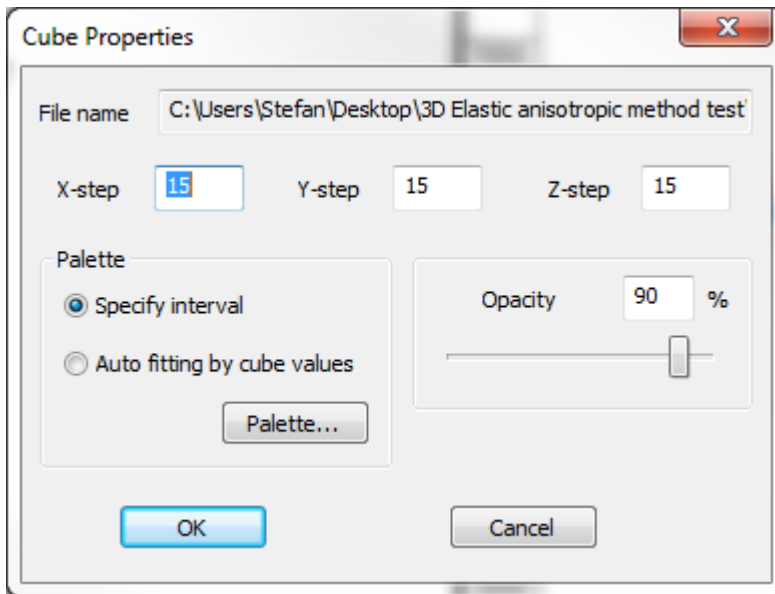 Cube Properties
File name C:\Users\Stefan\Desktop\3D Elastic anisotropic method test\
X-step 15 Y-step 15 Z-step 15
Palette
Specify interval
Opacity 90 %
Auto fitting by cube values
Palette...
OK Cancel